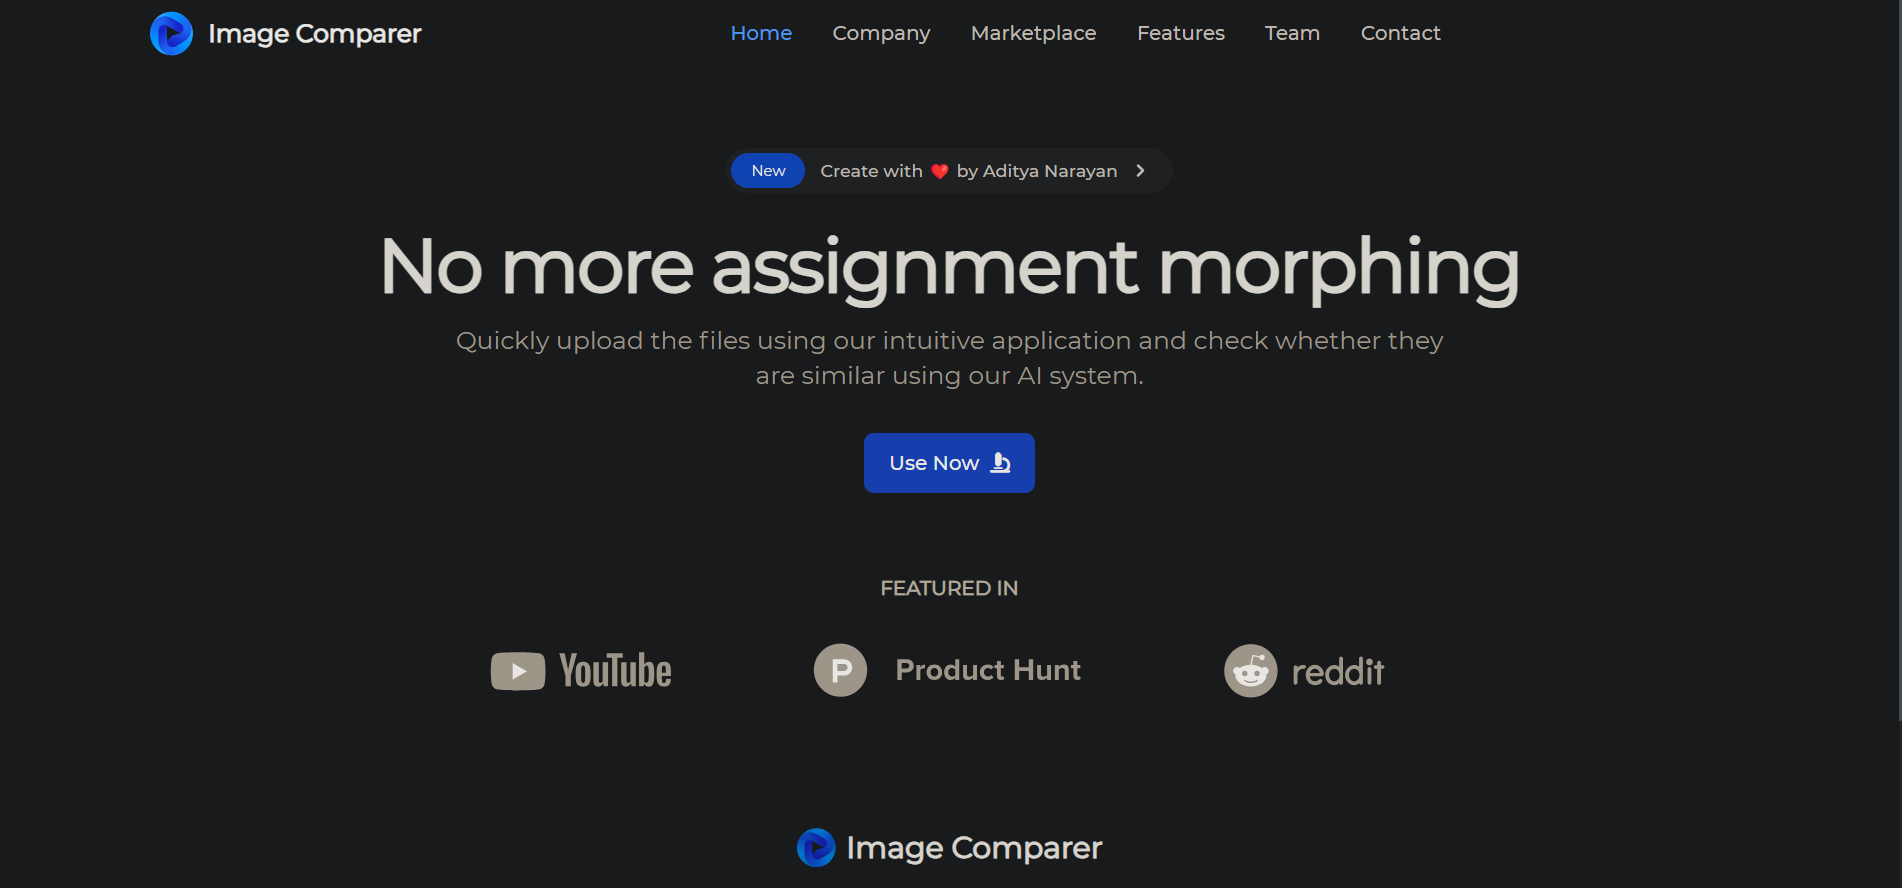 Image Comparer
Home Company Marketplace Features Team Contact
New Create with ❤️ by Aditya Narayan
No more assignment morphing
Quickly upload the files using our intuitive application and check whether they
are similar using our AI system.
Use Now
FEATURED IN
YouTube
P Product Hunt
reddit
Image Comparer